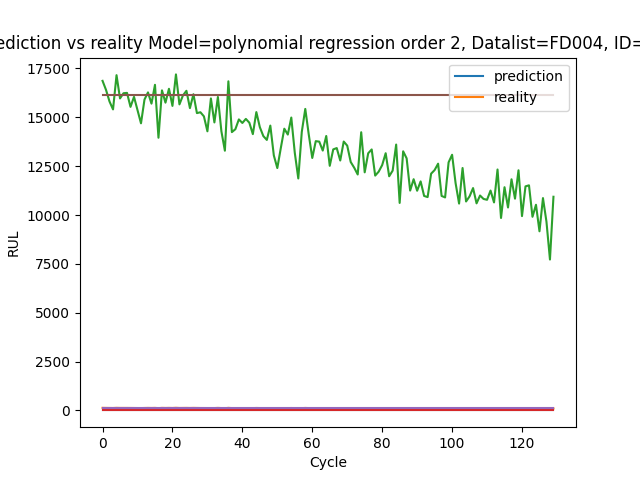 ediction vs reality Model=polynomial regression order 2, Datalist=FD004, ID=
17500
15000
12500
10000
7500
5000
2500
0
RUL
prediction
reality
0 20 40 60 80 100 120
Cycle